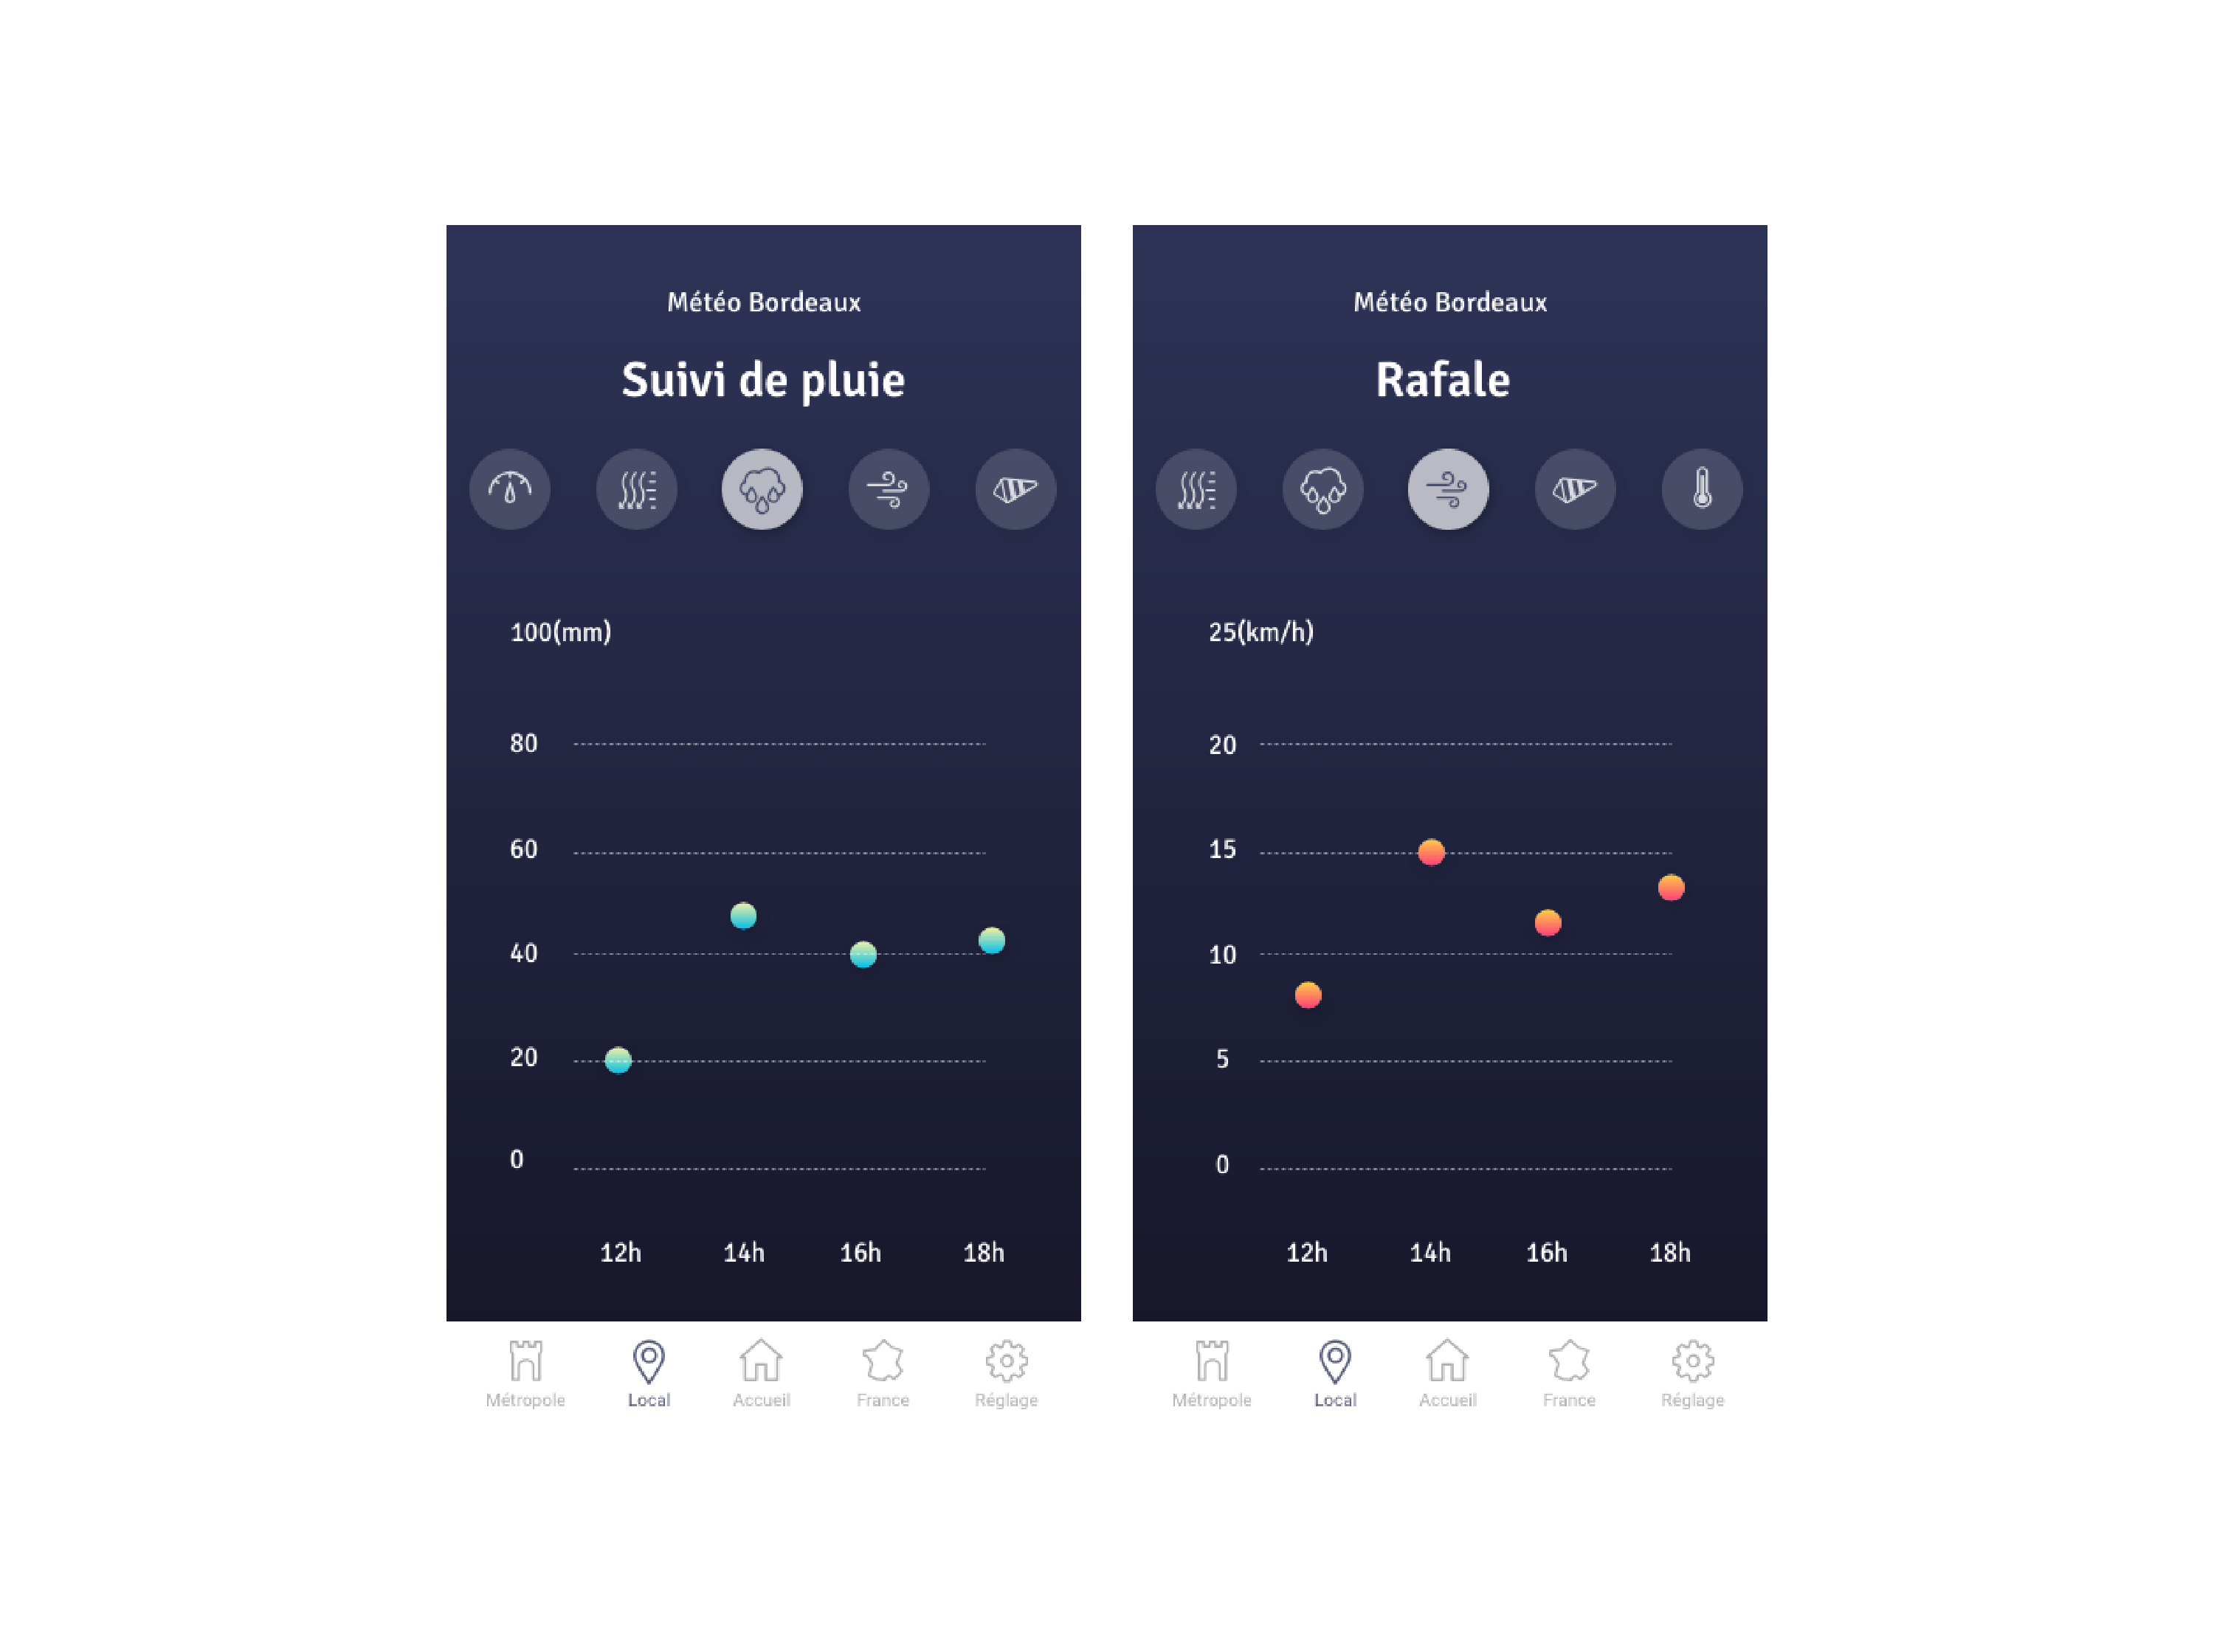 Météo Bordeaux
Suivi de pluie
100(mm)
80
60
40
20
0
12h 14h 16h 18h
Métropole Local Accueil France Réglage
Météo Bordeaux
Rafale
25(km/h)
20
15
10
5
0
12h 14h 16h 18h
Métropole Local Accueil France Réglage